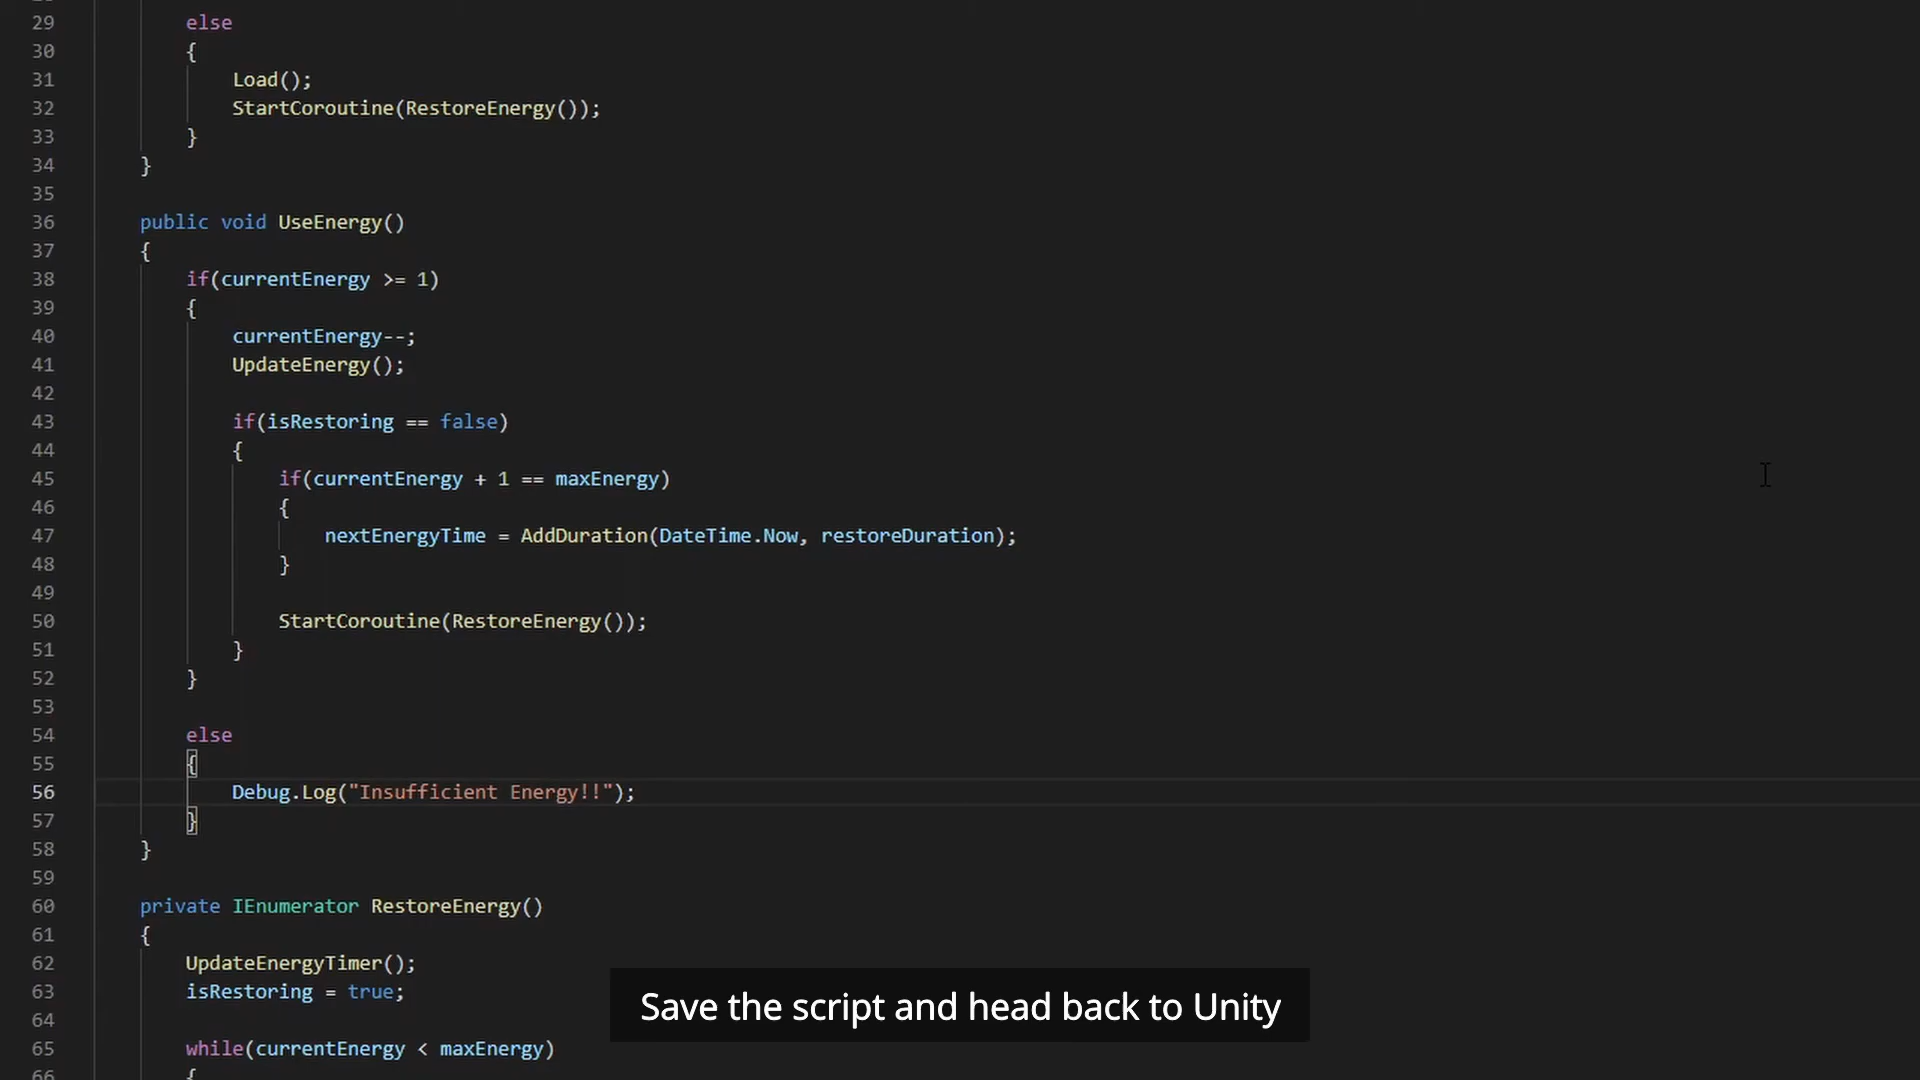 29 else
30 {
31 Load();
32 StartCoroutine(RestoreEnergy());
33 }
34 }
35
36 public void UseEnergy()
37 {
38 if(currentEnergy >= 1)
39 {
40 currentEnergy--;
41 UpdateEnergy();
42
43 if(isRestoring == false)
44 {
45 if(currentEnergy + 1 == maxEnergy)
46 {
47 nextEnergyTime = AddDuration(DateTime.Now, restoreDuration);
48 }
49
50 StartCoroutine(RestoreEnergy());
51 }
52 }
53
54 else
55 {
56 Debug.Log("Insufficient Energy!!");
57 }
58 }
59
60 private IEnumerator RestoreEnergy()
61 {
62 UpdateEnergyTimer();
63 isRestoring = true;
64
65 while(currentEnergy < maxEnergy)
66 {
Save the script and head back to Unity